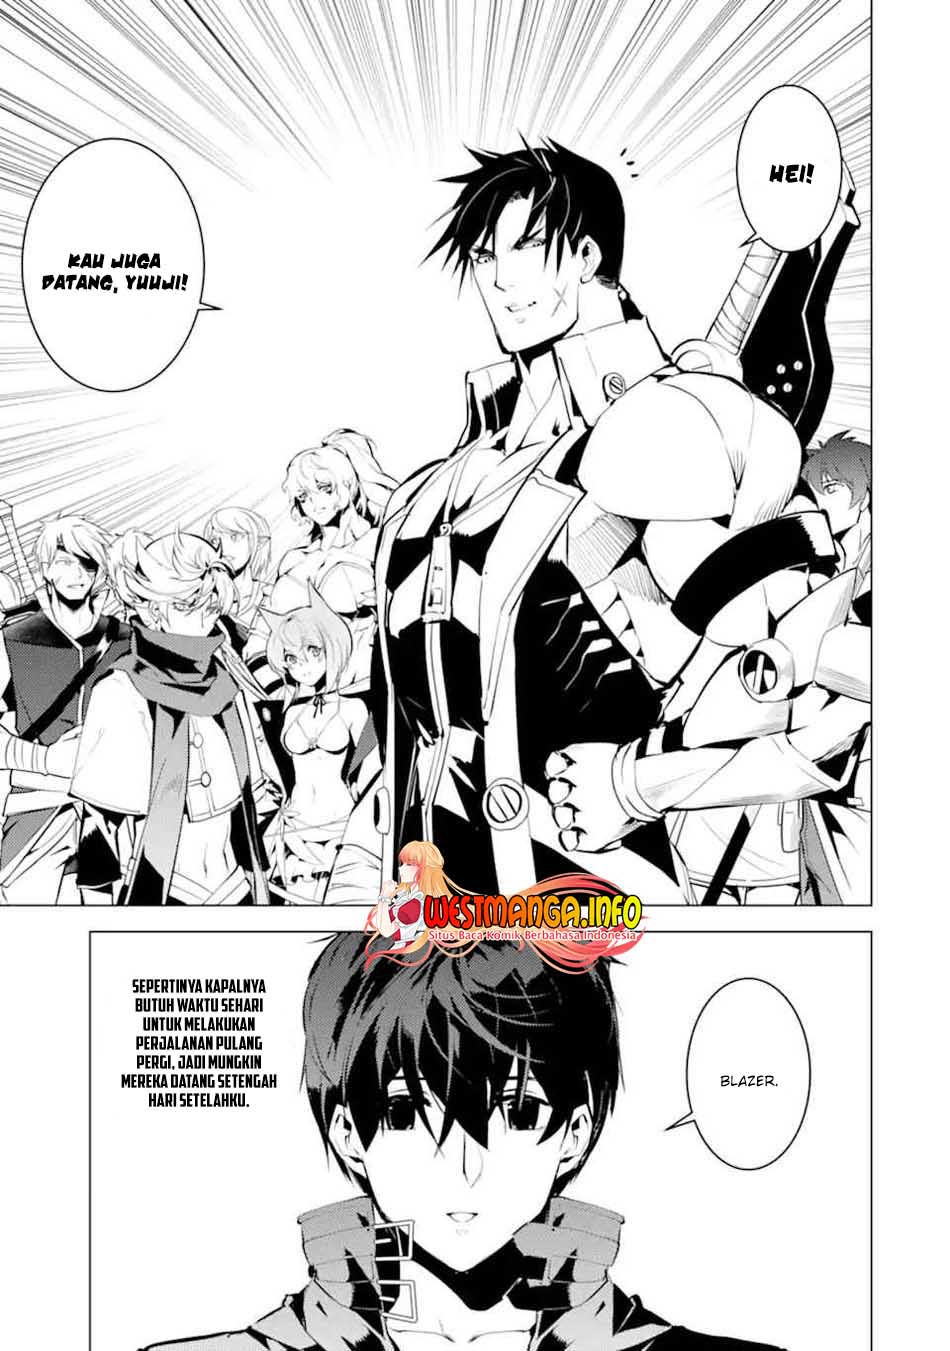 HEI!
KAU JUGA
DATANG, YUUJI!
WESTMANGA.INFO
Situs Baca Komik Berbahasa Indonesia
SEPERTINYA KAPALNYA
BUTUH WAKTU SEHARI
UNTUK MELAKUKAN
PERJALANAN PULANG
PERGI, JADI MUNGKIN
MEREKA DATANG SETENGAH
HARI SETELAHKU.
BLAZER.